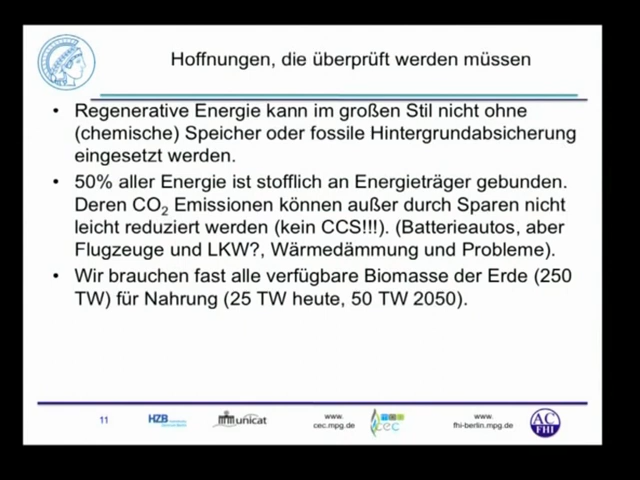 Hoffnungen, die überprüft werden müssen
• Regenerative Energie kann im großen Stil nicht ohne
(chemische) Speicher oder fossile Hintergrundabsicherung
eingesetzt werden.
• 50% aller Energie ist stofflich an Energieträger gebunden.
Deren CO₂ Emissionen können außer durch Sparen nicht
leicht reduziert werden (kein CCS!!!). (Batterieautos, aber
Flugzeuge und LKW?, Wärmedämmung und Probleme).
• Wir brauchen fast alle verfügbare Biomasse der Erde (250
TW) für Nahrung (25 TW heute, 50 TW 2050).
11
HZB
unicat
www.
cec.mpg.de
cec
www.
fhi-berlin.mpg.de
AC
FHI